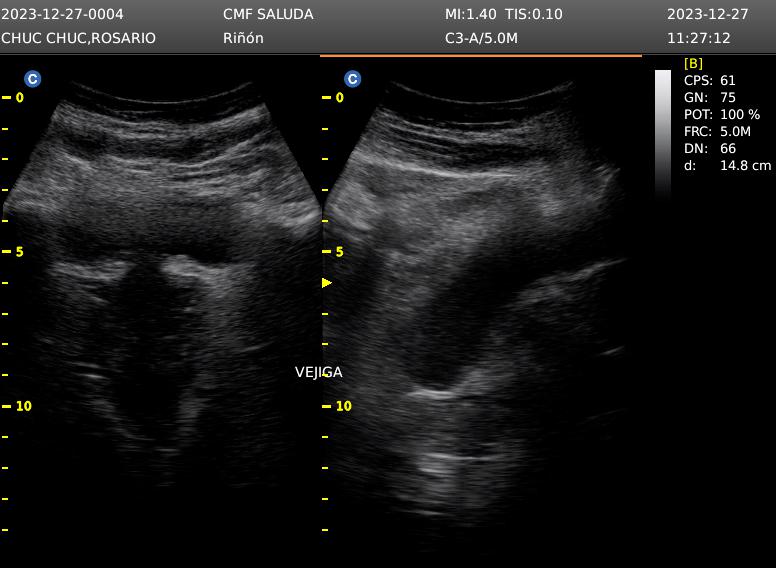 2023-12-27-0004 CMF SALUDA MI:1.40 TIS:0.10 2023-12-27
CHUC CHUC,ROSARIO Riñón C3-A/5.0M 11:27:12
[B]
C C
CPS: 61
0 0
GN: 75
POT: 100 %
FRC: 5.0M
DN: 66
d: 14.8 cm
5 5
VEJIGA
10 10